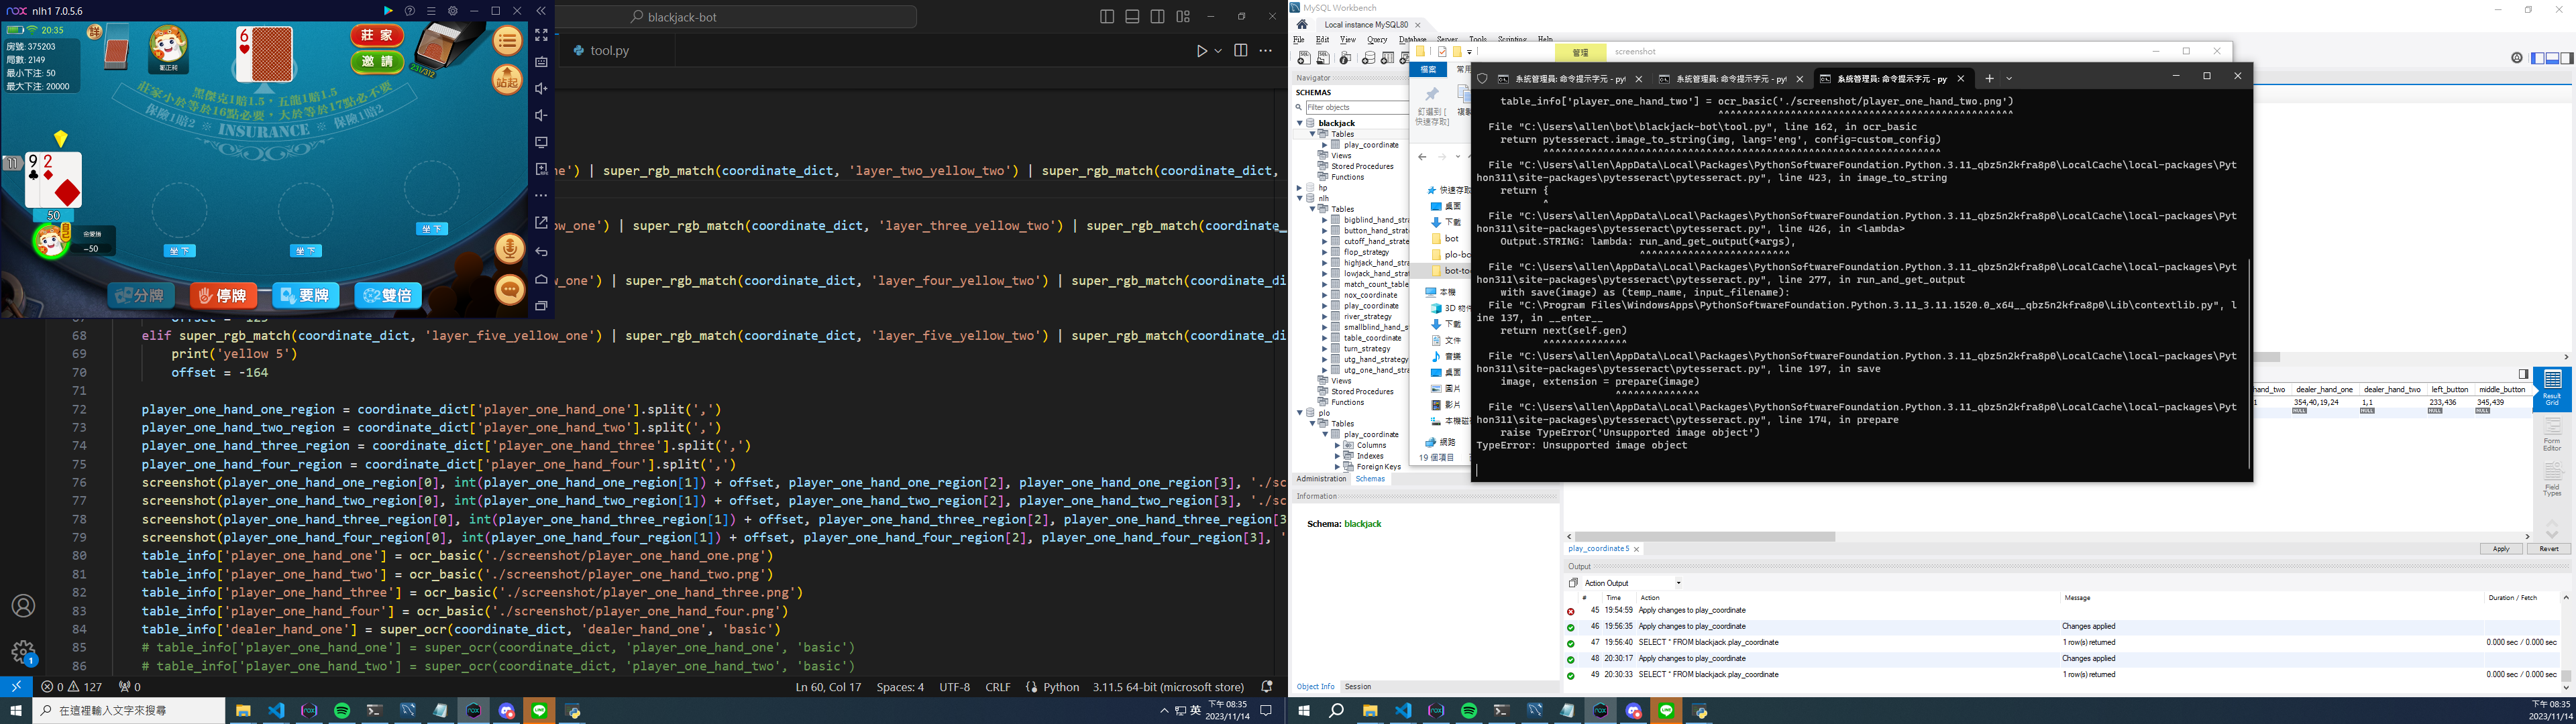 nox nlh1 7.0.5.6
20:35
房號: 375203
局數: 2149
最小下注: 50
最大下注: 20000
莊 家
邀 請
231/312
站起
6
黑傑克1賠1.5，五龍1賠2
莊家小於等於16點必要，大於等於17點必不要
保險1賠2 ※ INSURANCE ※ 保險1賠2
11
9 2
50
自己
-50
坐 下
坐 下
坐 下
分牌
停牌
要牌
雙倍
blackjack-bot
tool.py
ne') | super_rgb_match(coordinate_dict, 'layer_two_yellow_two') | super_rgb_match(coordinate_dict,
ow_one') | super_rgb_match(coordinate_dict, 'layer_three_yellow_two') | super_rgb_match(coordinate_
w_one') | super_rgb_match(coordinate_dict, 'layer_four_yellow_two') | super_rgb_match(coordinate_di
68 elif super_rgb_match(coordinate_dict, 'layer_five_yellow_one') | super_rgb_match(coordinate_dict, 'layer_five_yellow_two') | super_rgb_match(coordinate_di
69 print('yellow 5')
70 offset = -164
71
72 player_one_hand_one_region = coordinate_dict['player_one_hand_one'].split(',')
73 player_one_hand_two_region = coordinate_dict['player_one_hand_two'].split(',')
74 player_one_hand_three_region = coordinate_dict['player_one_hand_three'].split(',')
75 player_one_hand_four_region = coordinate_dict['player_one_hand_four'].split(',')
76 screenshot(player_one_hand_one_region[0], int(player_one_hand_one_region[1]) + offset, player_one_hand_one_region[2], player_one_hand_one_region[3], './sc
77 screenshot(player_one_hand_two_region[0], int(player_one_hand_two_region[1]) + offset, player_one_hand_two_region[2], player_one_hand_two_region[3], './sc
78 screenshot(player_one_hand_three_region[0], int(player_one_hand_three_region[1]) + offset, player_one_hand_three_region[2], player_one_hand_three_region[3
79 screenshot(player_one_hand_four_region[0], int(player_one_hand_four_region[1]) + offset, player_one_hand_four_region[2], player_one_hand_four_region[3], '
80 table_info['player_one_hand_one'] = ocr_basic('./screenshot/player_one_hand_one.png')
81 table_info['player_one_hand_two'] = ocr_basic('./screenshot/player_one_hand_two.png')
82 table_info['player_one_hand_three'] = ocr_basic('./screenshot/player_one_hand_three.png')
83 table_info['player_one_hand_four'] = ocr_basic('./screenshot/player_one_hand_four.png')
84 table_info['dealer_hand_one'] = super_ocr(coordinate_dict, 'dealer_hand_one', 'basic')
85 # table_info['player_one_hand_one'] = super_ocr(coordinate_dict, 'player_one_hand_one', 'basic')
86 # table_info['player_one_hand_two'] = super_ocr(coordinate_dict, 'player_one_hand_two', 'basic')
0 127 0
Ln 60, Col 17 Spaces: 4 UTF-8 CRLF Python 3.11.5 64-bit (microsoft store)
在這裡輸入文字來搜尋
英
下午 08:35
2023/11/14
MySQL Workbench
Local instance MySQL80
File Edit View Query Database Server Tools Scripting Help
Navigator
SCHEMAS
Filter objects
blackjack
Tables
play_coordinate
Views
Stored Procedures
Functions
hp
nlh
Tables
bigblind_hand_stra
button_hand_strat
cutoff_hand_strate
flop_strategy
highjack_hand_stra
lowjack_hand_strat
match_count_table
nox_coordinate
play_coordinate
river_strategy
smallblind_hand_s
table_coordinate
turn_strategy
utg_hand_strategy
utg_one_hand_stra
Views
Stored Procedures
Functions
plo
Tables
play_coordinate
Columns
Indexes
Foreign Keys
Administration Schemas
Information
Schema: blackjack
Object Info Session
管理 screenshot
檔案 常用
釘選到 [
快速存取]
複製
快速存取
桌面
下載
bot
plo-bo
bot-too
本機
3D 物件
下載
文件
音樂
桌面
圖片
影片
本機磁碟
網路
19 個項目
系統管理員: 命令提示字元 - pyt
系統管理員: 命令提示字元 - pyt
系統管理員: 命令提示字元 - py
table_info['player_one_hand_two'] = ocr_basic('./screenshot/player_one_hand_two.png')
File "C:\Users\allen\bot\blackjack-bot\tool.py", line 162, in ocr_basic
return pytesseract.image_to_string(img, lang='eng', config=custom_config)
File "C:\Users\allen\AppData\Local\Packages\PythonSoftwareFoundation.Python.3.11_qbz5n2kfra8p0\LocalCache\local-packages\Pyt
hon311\site-packages\pytesseract\pytesseract.py", line 423, in image_to_string
return {
^
File "C:\Users\allen\AppData\Local\Packages\PythonSoftwareFoundation.Python.3.11_qbz5n2kfra8p0\LocalCache\local-packages\Pyt
hon311\site-packages\pytesseract\pytesseract.py", line 426, in <lambda>
Output.STRING: lambda: run_and_get_output(*args),
File "C:\Users\allen\AppData\Local\Packages\PythonSoftwareFoundation.Python.3.11_qbz5n2kfra8p0\LocalCache\local-packages\Pyt
hon311\site-packages\pytesseract\pytesseract.py", line 277, in run_and_get_output
with save(image) as (temp_name, input_filename):
File "C:\Program Files\WindowsApps\PythonSoftwareFoundation.Python.3.11_3.11.1520.0_x64__qbz5n2kfra8p0\Lib\contextlib.py", l
ine 137, in __enter__
return next(self.gen)
File "C:\Users\allen\AppData\Local\Packages\PythonSoftwareFoundation.Python.3.11_qbz5n2kfra8p0\LocalCache\local-packages\Pyt
hon311\site-packages\pytesseract\pytesseract.py", line 197, in save
image, extension = prepare(image)
File "C:\Users\allen\AppData\Local\Packages\PythonSoftwareFoundation.Python.3.11_qbz5n2kfra8p0\LocalCache\local-packages\Pyt
hon311\site-packages\pytesseract\pytesseract.py", line 174, in prepare
raise TypeError('Unsupported image object')
TypeError: Unsupported image object
hand_two dealer_hand_one dealer_hand_two left_button middle_button
1 354,40,19,24 1,1 233,436 345,439
NULL NULL NULL NULL
Result Grid
Form Editor
Field Types
play_coordinate 5
Apply Revert
Output
Action Output
# Time Action Message Duration / Fetch
45 19:54:59 Apply changes to play_coordinate
46 19:56:35 Apply changes to play_coordinate Changes applied
47 19:56:40 SELECT * FROM blackjack.play_coordinate 1 row(s) returned 0.000 sec / 0.000 sec
48 20:30:17 Apply changes to play_coordinate Changes applied
49 20:30:33 SELECT * FROM blackjack.play_coordinate 1 row(s) returned 0.000 sec / 0.000 sec
下午 08:35
2023/11/14